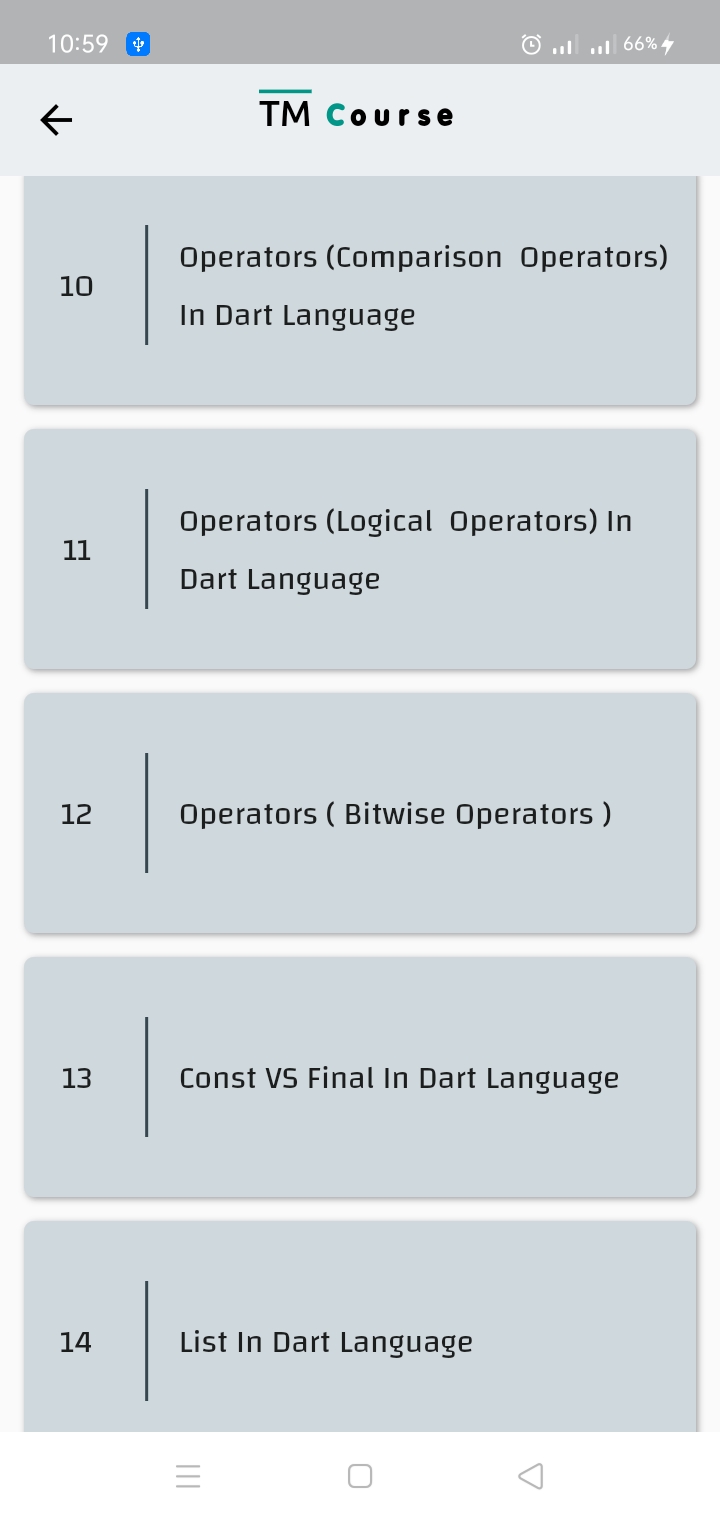 10:59
66%
TM Course
10
Operators (Comparison  Operators)
In Dart Language
11
Operators (Logical  Operators) In
Dart Language
12
Operators ( Bitwise Operators )
13
Const VS Final In Dart Language
14
List In Dart Language